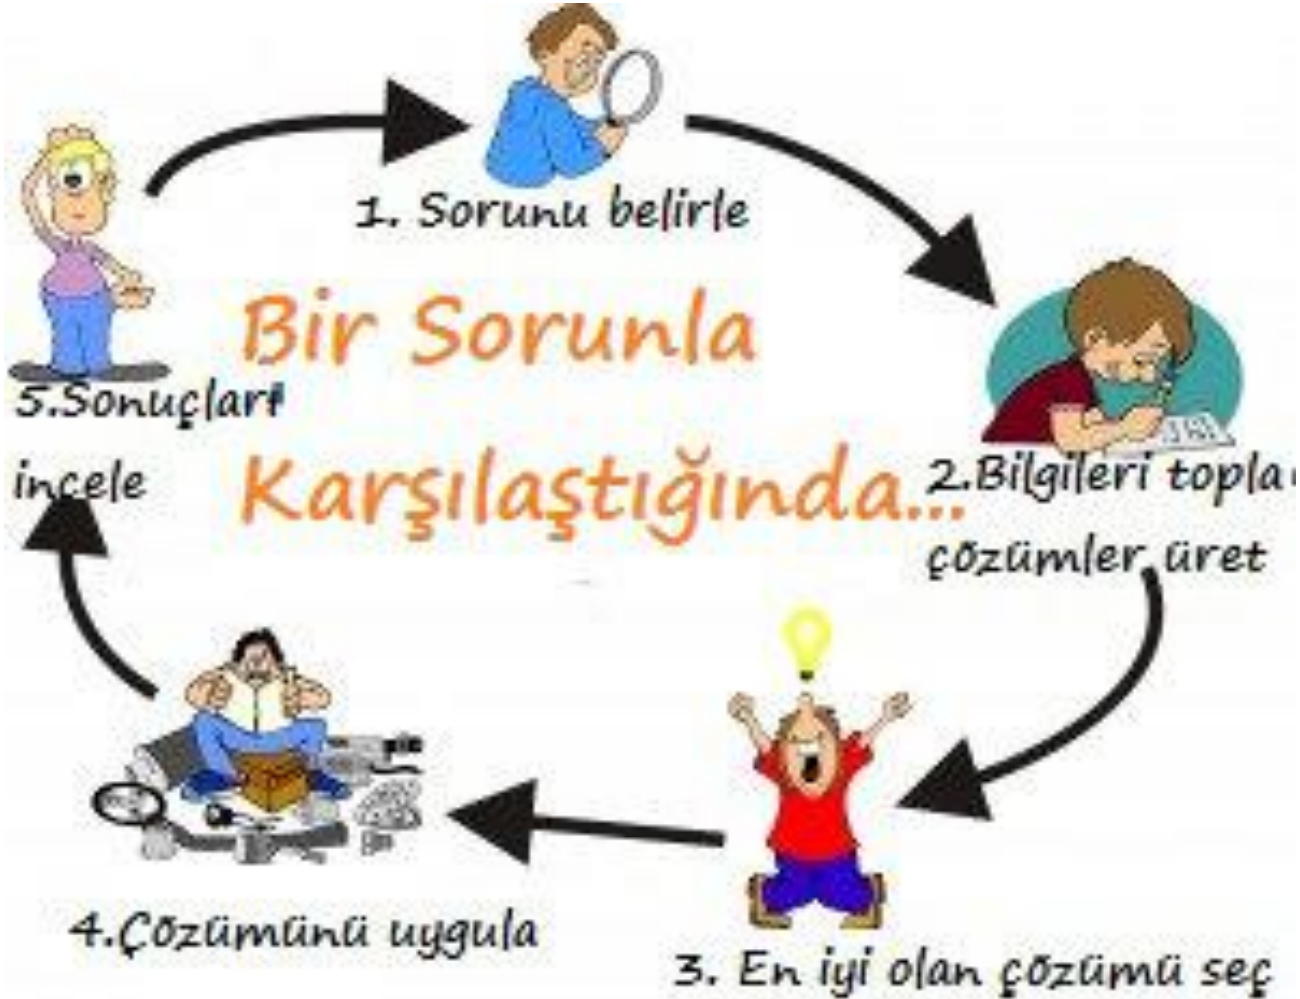 1. Sorunu belirle
Bir Sorunla
Karşılaştığında...
2.Bilgileri topla
çözümler üret
3. En iyi olan çözümü seç
4.Çözümünü uygula
5.Sonuçları
incele